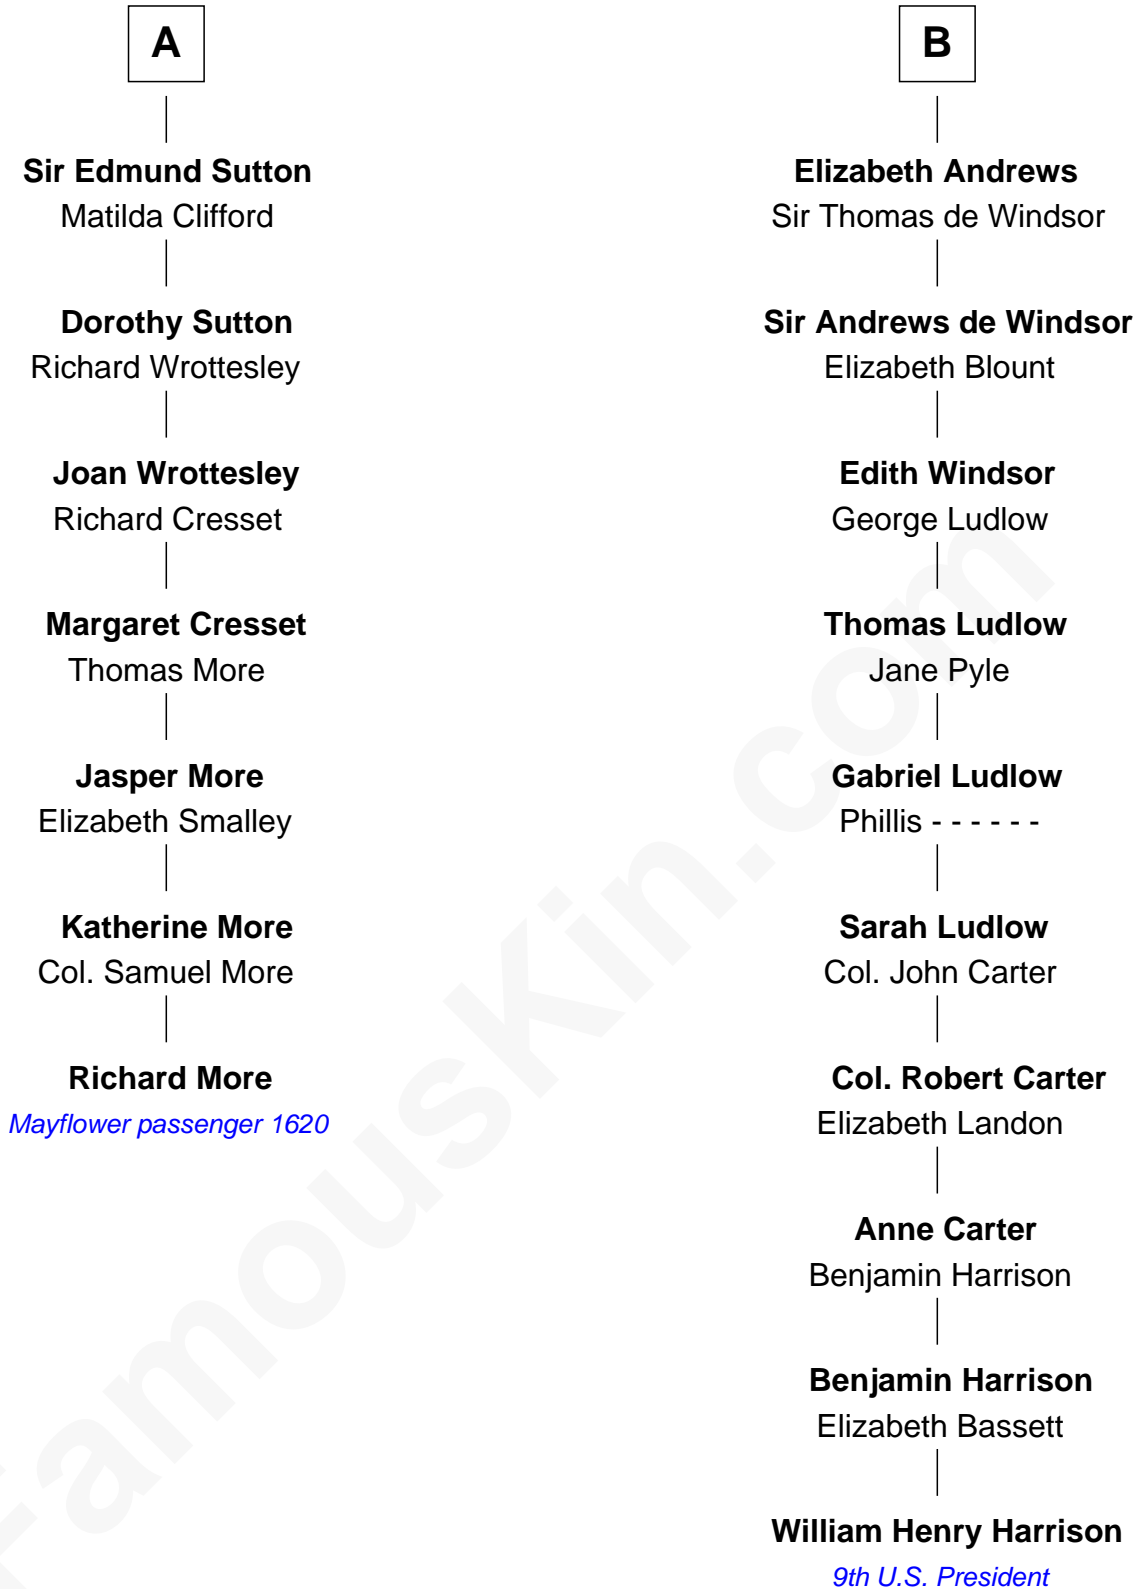 A
Sir Edmund Sutton
Matilda Clifford
Dorothy Sutton
Richard Wrottesley
Joan Wrottesley
Richard Cresset
Margaret Cresset
Thomas More
Jasper More
Elizabeth Smalley
Katherine More
Col. Samuel More
Richard More
Mayflower passenger 1620
B
Elizabeth Andrews
Sir Thomas de Windsor
Sir Andrews de Windsor
Elizabeth Blount
Edith Windsor
George Ludlow
Thomas Ludlow
Jane Pyle
Gabriel Ludlow
Phillis - - - - - -
Sarah Ludlow
Col. John Carter
Col. Robert Carter
Elizabeth Landon
Anne Carter
Benjamin Harrison
Benjamin Harrison
Elizabeth Bassett
William Henry Harrison
9th U.S. President
FamousKin.com